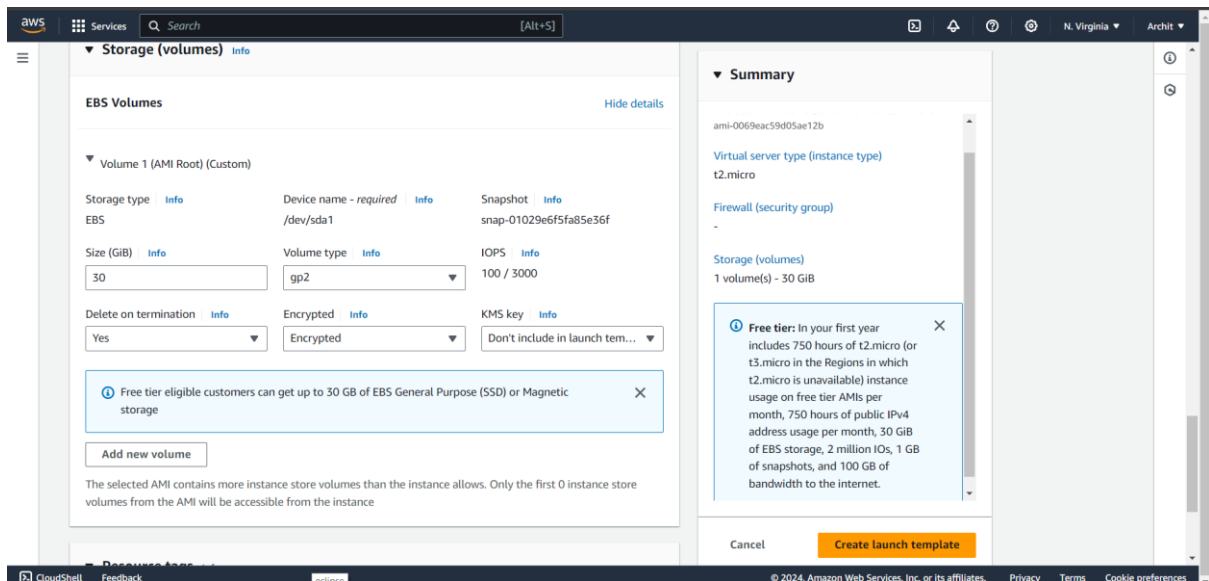 aws
Services
Search
[Alt+S]
N. Virginia
Archit
Storage (volumes) Info
EBS Volumes
Hide details
Volume 1 (AMI Root) (Custom)
Storage type Info
Device name - required Info
Snapshot Info
EBS
/dev/sda1
snap-01029e6f5fa85e36f
Size (GiB) Info
Volume type Info
IOPS Info
30
gp2
100 / 3000
Delete on termination Info
Encrypted Info
KMS key Info
Yes
Encrypted
Don't include in launch tem...
Free tier eligible customers can get up to 30 GB of EBS General Purpose (SSD) or Magnetic
storage
Add new volume
The selected AMI contains more instance store volumes than the instance allows. Only the first 0 instance store
volumes from the AMI will be accessible from the instance
Resource tags
Summary
ami-0069eac59d05ae12b
Virtual server type (instance type)
t2.micro
Firewall (security group)
-
Storage (volumes)
1 volume(s) - 30 GiB
Free tier: In your first year
includes 750 hours of t2.micro (or
t3.micro in the Regions in which
t2.micro is unavailable) instance
usage on free tier AMIs per
month, 750 hours of public IPv4
address usage per month, 30 GiB
of EBS storage, 2 million IOs, 1 GB
of snapshots, and 100 GB of
bandwidth to the internet.
Cancel
Create launch template
CloudShell
Feedback
eclipse
© 2024, Amazon Web Services, Inc. or its affiliates.
Privacy
Terms
Cookie preferences